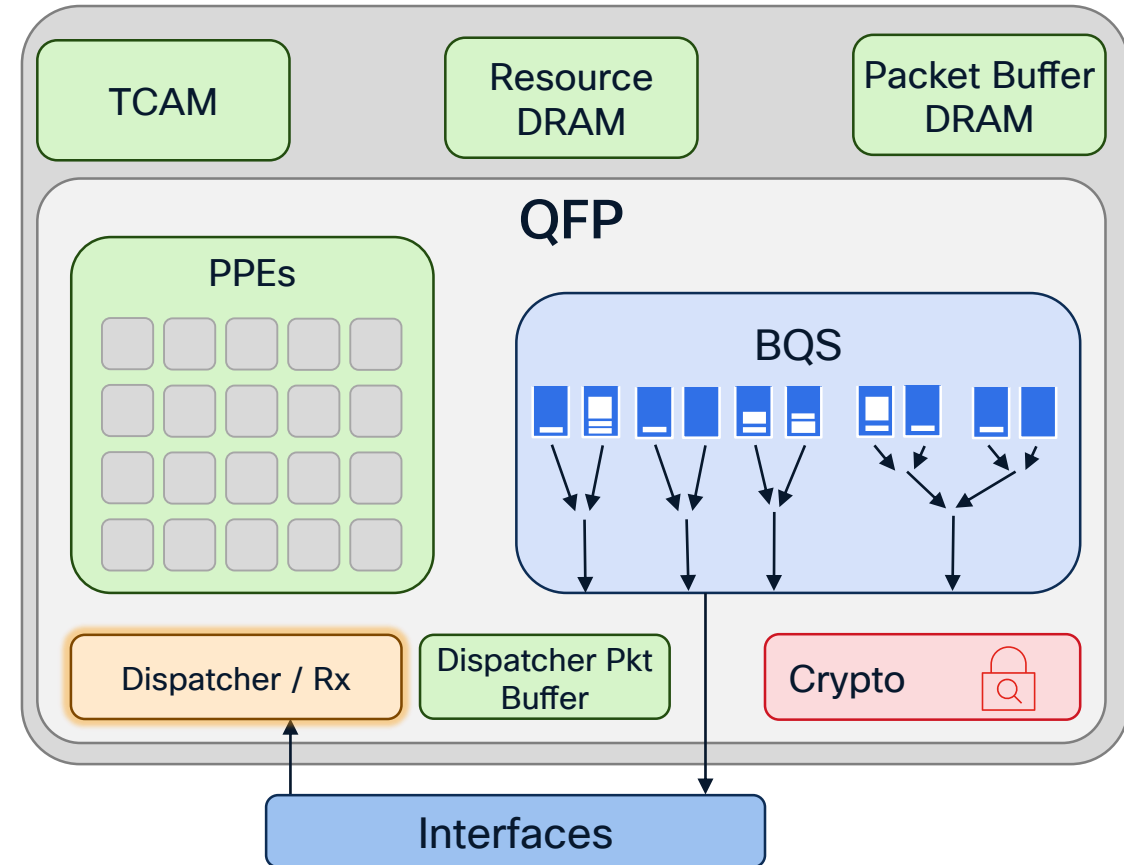 TCAM
Resource
DRAM
Packet Buffer
DRAM
QFP
PPEs
BQS
Dispatcher / Rx
Dispatcher Pkt
Buffer
Crypto
Interfaces